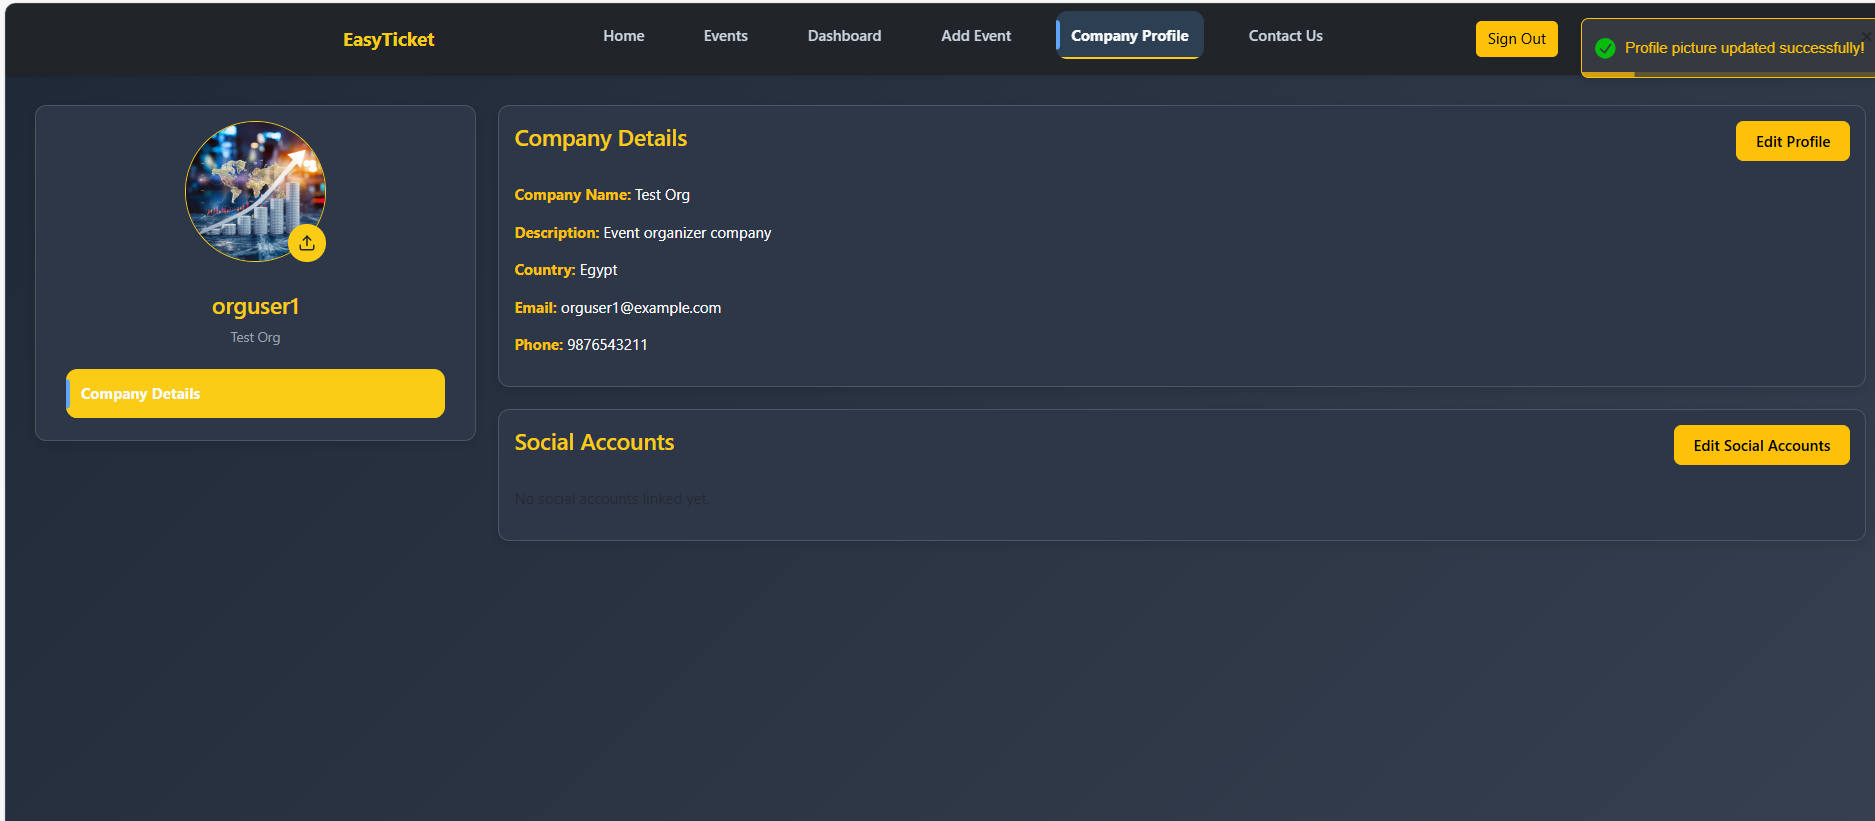 EasyTicket
Home
Events
Dashboard
Add Event
Company Profile
Contact Us
Sign Out
Profile picture updated successfully!
orguser1
Test Org
Company Details
Company Details
Edit Profile
Company Name: Test Org
Description: Event organizer company
Country: Egypt
Email: orguser1@example.com
Phone: 9876543211
Social Accounts
Edit Social Accounts
No social accounts linked yet.